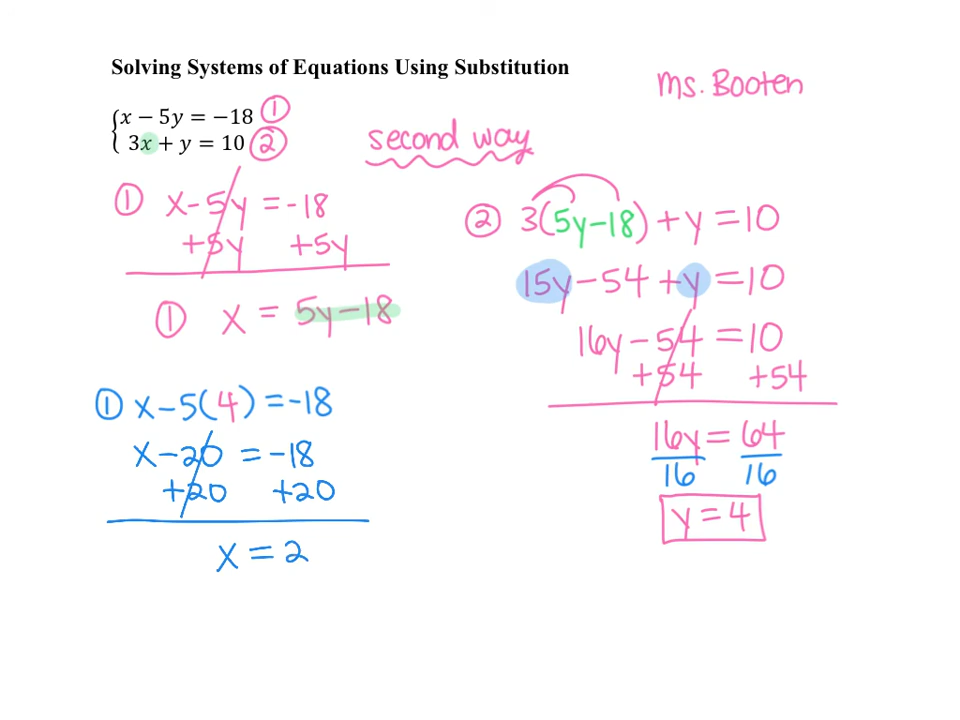 Solving Systems of Equations Using Substitution
ms. Booten
x − 5y = −18 ①
3x + y = 10 ②
second way
① x - 5y = -18
+5y +5y
① x = 5y - 18
② 3(5y - 18) + y = 10
15y - 54 + y = 10
16y - 54 = 10
+54 +54
16y = 64
16 16
y = 4
① x - 5(4) = -18
x - 20 = -18
+20 +20
x = 2